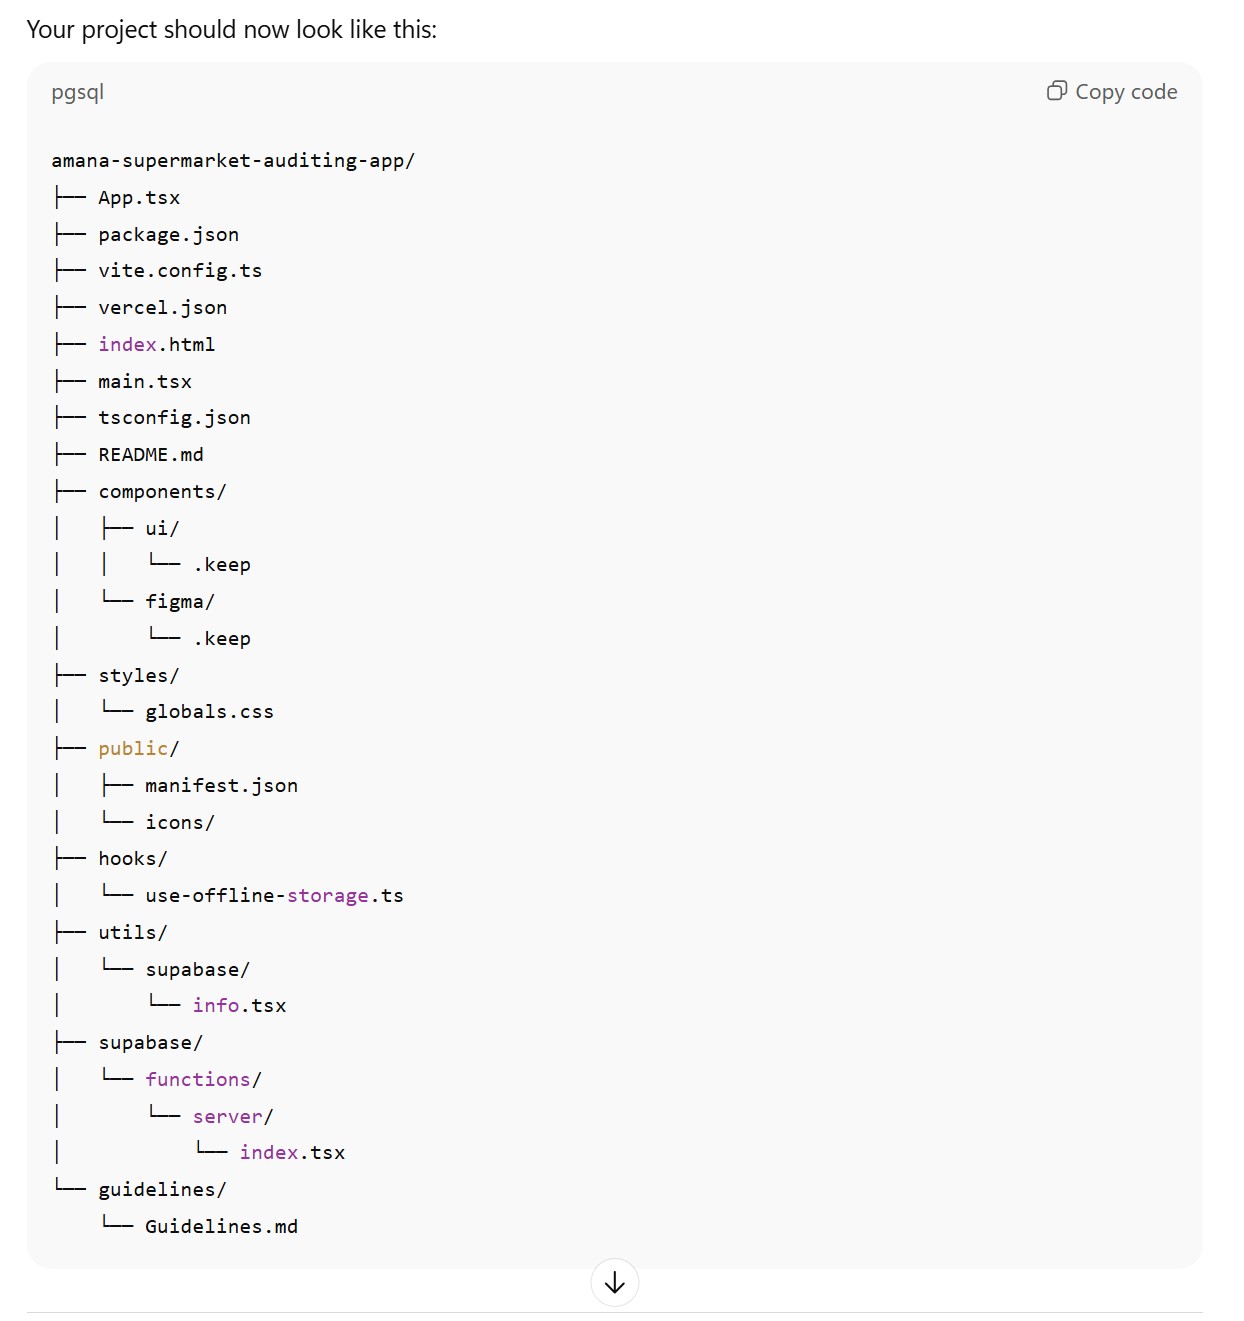 Your project should now look like this:
pgsql
Copy code
amana-supermarket-auditing-app/
├── App.tsx
├── package.json
├── vite.config.ts
├── vercel.json
├── index.html
├── main.tsx
├── tsconfig.json
├── README.md
├── components/
│   ├── ui/
│   │   └── .keep
│   └── figma/
│       └── .keep
├── styles/
│   └── globals.css
├── public/
│   ├── manifest.json
│   └── icons/
├── hooks/
│   └── use-offline-storage.ts
├── utils/
│   └── supabase/
│       └── info.tsx
├── supabase/
│   └── functions/
│       └── server/
│           └── index.tsx
└── guidelines/
    └── Guidelines.md